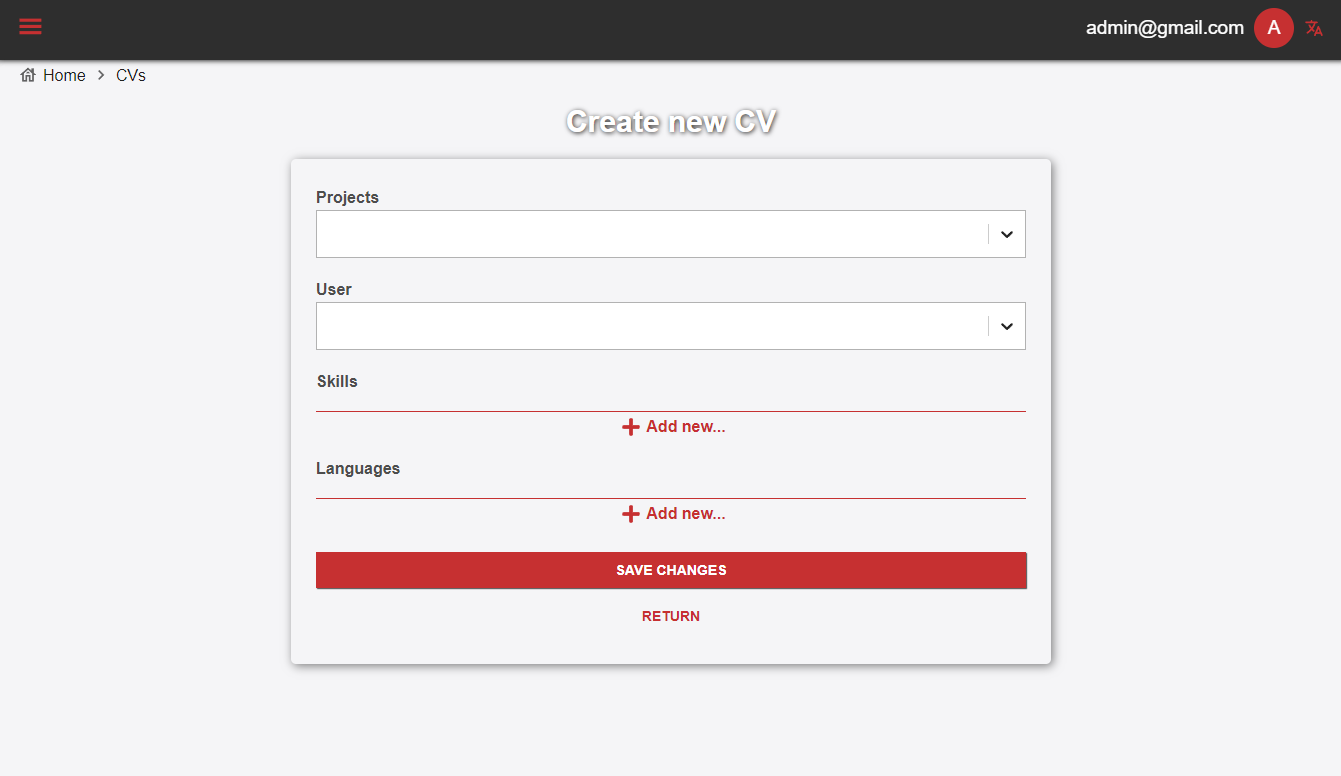 admin@gmail.com A
Home CVs
Create new CV
Projects
User
Skills
Add new...
Languages
Add new...
SAVE CHANGES
RETURN